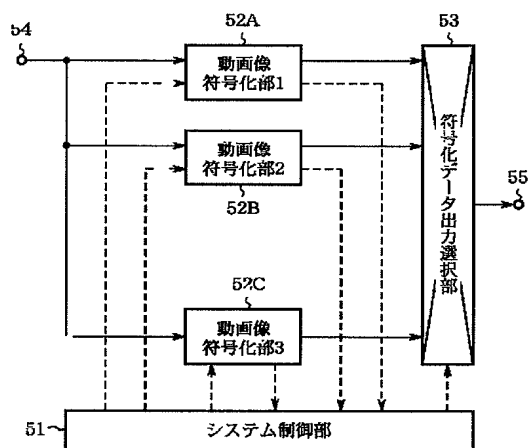 54
52A
53
動画像
符号化部1
動画像
符号化部2
52B
符号化データ出力選択部
55
52C
動画像
符号化部3
51
システム制御部